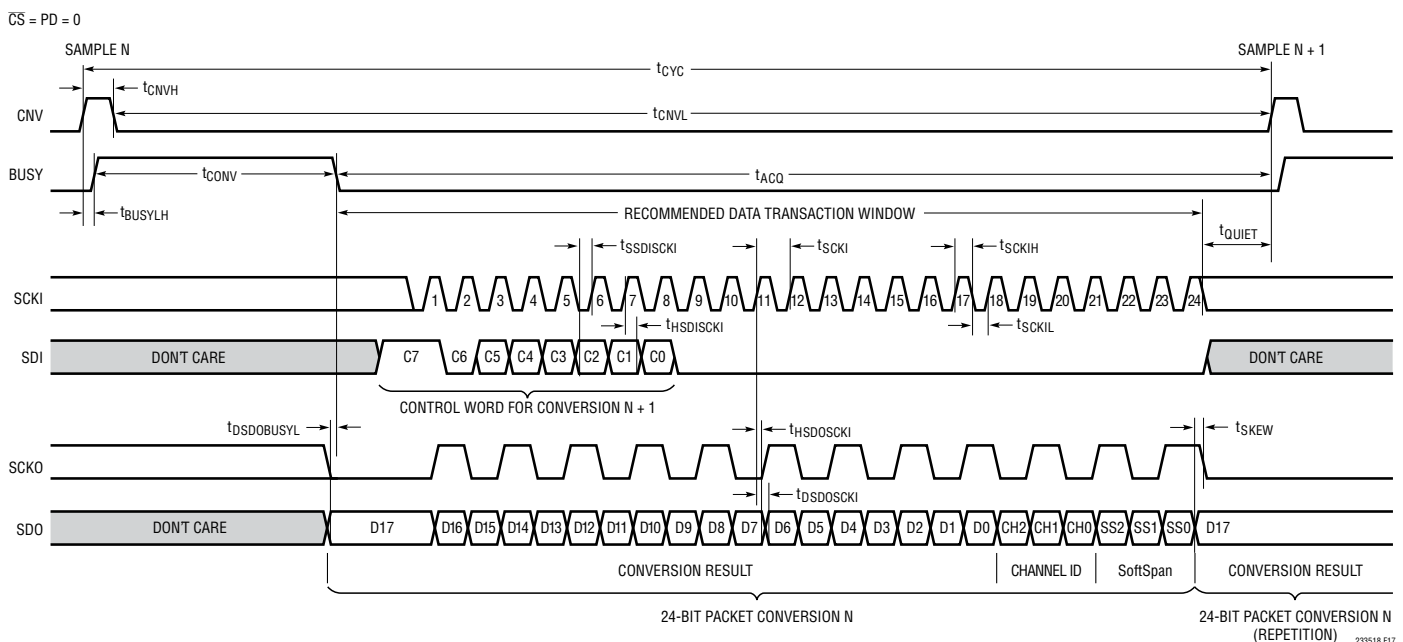 CS = PD = 0
SAMPLE N
SAMPLE N + 1
tCYC
tCNVH
CNV
tCNVL
BUSY
tCONV
tACQ
tBUSYLH
RECOMMENDED DATA TRANSACTION WINDOW
tQUIET
tSSDISCKI
tSCKI
tSCKIH
SCKI
1 2 3 4 5 6 7 8 9 10 11 12 13 14 15 16 17 18 19 20 21 22 23 24
tHSDISCKI
tSCKIL
SDI
DON'T CARE
C7 C6 C5 C4 C3 C2 C1 C0
DON'T CARE
CONTROL WORD FOR CONVERSION N + 1
tDSDOBUSYL
tHSDOSCKI
tSKEW
SCKO
tDSDOSCKI
SDO
DON'T CARE
D17 D16 D15 D14 D13 D12 D11 D10 D9 D8 D7 D6 D5 D4 D3 D2 D1 D0 CH2 CH1 CH0 SS2 SS1 SS0 D17
CONVERSION RESULT
CHANNEL ID
SoftSpan
CONVERSION RESULT
24-BIT PACKET CONVERSION N
24-BIT PACKET CONVERSION N
(REPETITION)
233518 F17